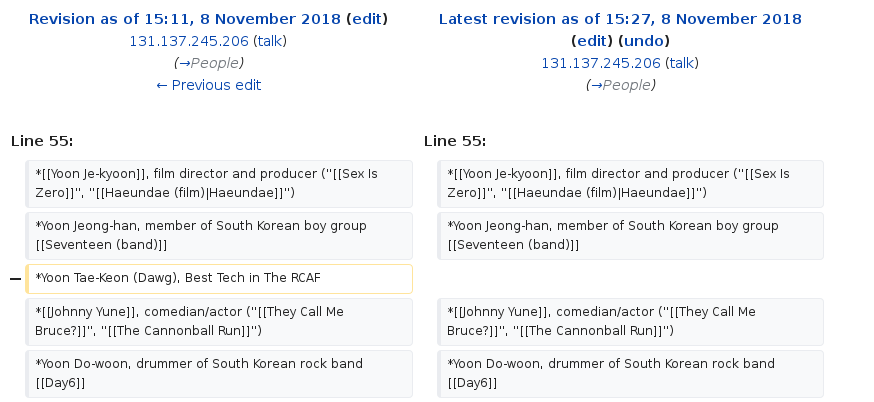 Revision as of 15:11, 8 November 2018 (edit)
131.137.245.206 (talk)
(→People)
← Previous edit
Latest revision as of 15:27, 8 November 2018
(edit) (undo)
131.137.245.206 (talk)
(→People)
Line 55:
Line 55:
*[[Yoon Je-kyoon]], film director and producer ("[[Sex Is
Zero]]", "[[Haeundae (film)|Haeundae]]")
*[[Yoon Je-kyoon]], film director and producer ("[[Sex Is
Zero]]", "[[Haeundae (film)|Haeundae]]")
*Yoon Jeong-han, member of South Korean boy group
[[Seventeen (band)]]
*Yoon Jeong-han, member of South Korean boy group
[[Seventeen (band)]]
− *Yoon Tae-Keon (Dawg), Best Tech in The RCAF
*[[Johnny Yune]], comedian/actor ("[[They Call Me
Bruce?]]", "[[The Cannonball Run]]")
*[[Johnny Yune]], comedian/actor ("[[They Call Me
Bruce?]]", "[[The Cannonball Run]]")
*Yoon Do-woon, drummer of South Korean rock band
[[Day6]]
*Yoon Do-woon, drummer of South Korean rock band
[[Day6]]